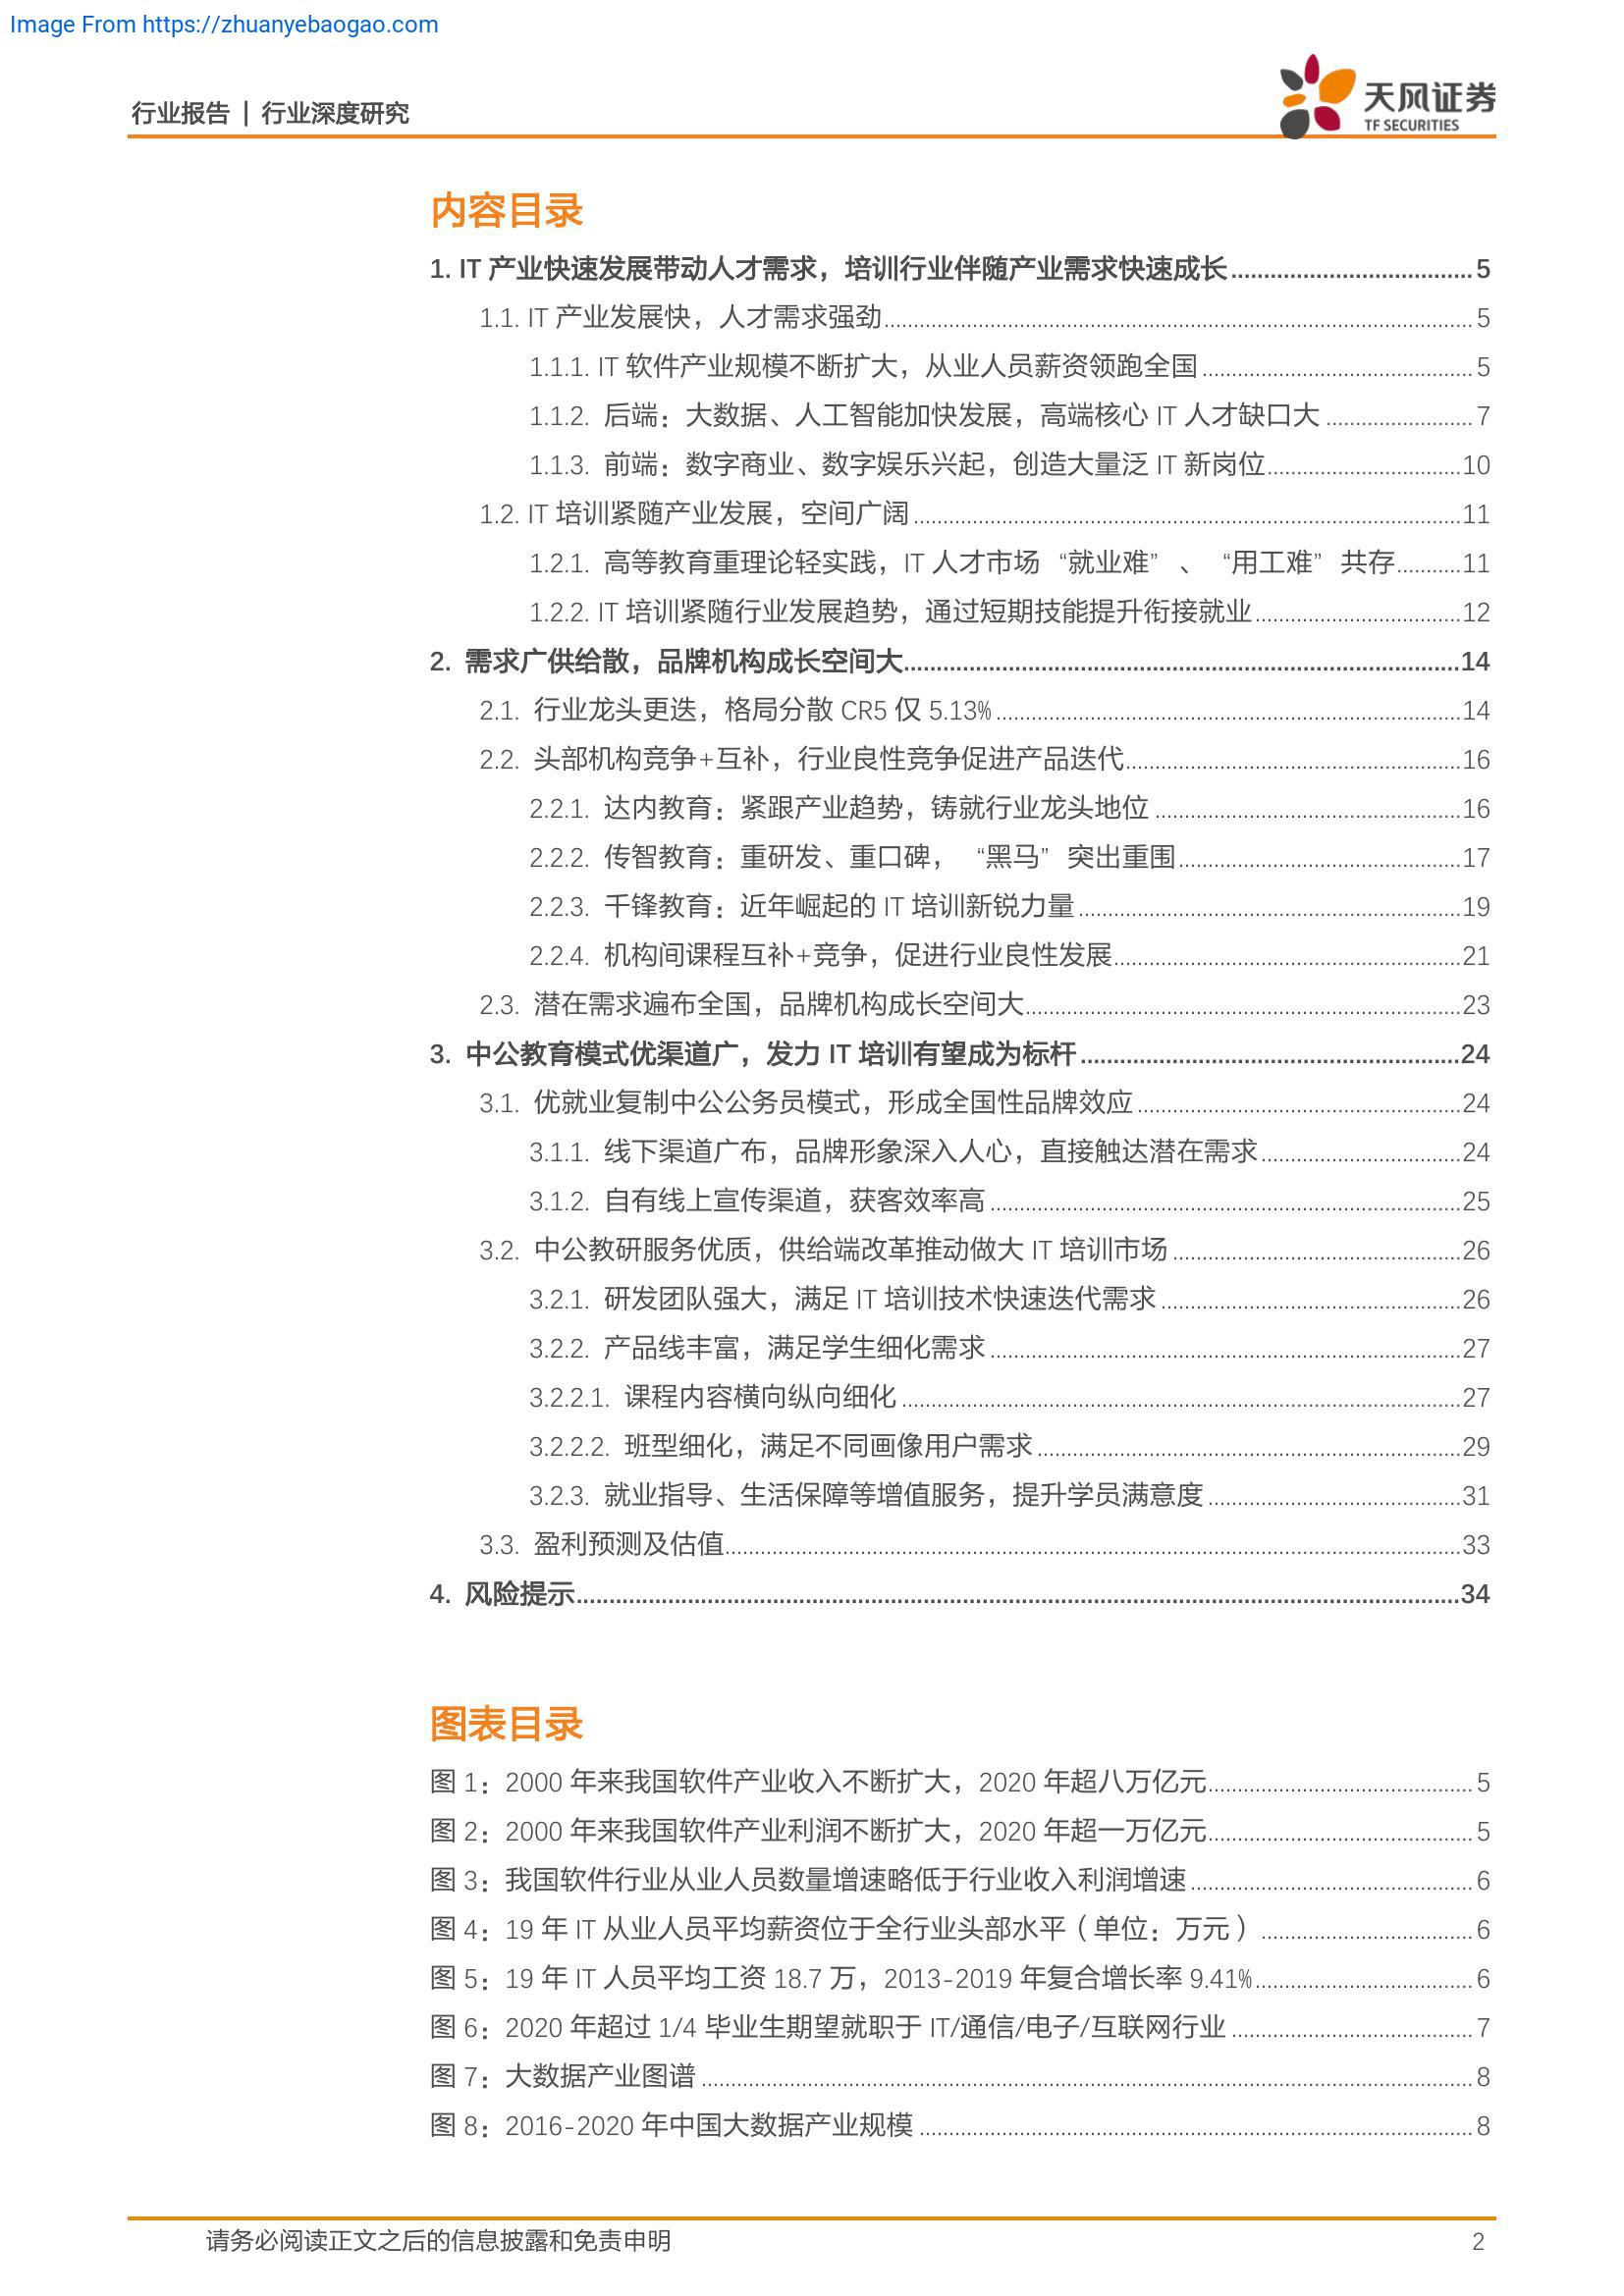 Image From https://zhuanyebaogao.com
行业报告 | 行业深度研究
天风证券
TF SECURITIES
内容目录
1. IT 产业快速发展带动人才需求，培训行业伴随产业需求快速成长 5
1.1. IT 产业发展快，人才需求强劲 5
1.1.1. IT 软件产业规模不断扩大，从业人员薪资领跑全国 5
1.1.2. 后端：大数据、人工智能加快发展，高端核心 IT 人才缺口大 7
1.1.3. 前端：数字商业、数字娱乐兴起，创造大量泛 IT 新岗位 10
1.2. IT 培训紧随产业发展，空间广阔 11
1.2.1. 高等教育重理论轻实践，IT 人才市场“就业难”、“用工难”共存 11
1.2.2. IT 培训紧随行业发展趋势，通过短期技能提升衔接就业 12
2. 需求广供给散，品牌机构成长空间大 14
2.1. 行业龙头更迭，格局分散 CR5 仅 5.13% 14
2.2. 头部机构竞争+互补，行业良性竞争促进产品迭代 16
2.2.1. 达内教育：紧跟产业趋势，铸就行业龙头地位 16
2.2.2. 传智教育：重研发、重口碑，“黑马”突出重围 17
2.2.3. 千锋教育：近年崛起的 IT 培训新锐力量 19
2.2.4. 机构间课程互补+竞争，促进行业良性发展 21
2.3. 潜在需求遍布全国，品牌机构成长空间大 23
3. 中公教育模式优渠道广，发力 IT 培训有望成为标杆 24
3.1. 优就业复制中公公务员模式，形成全国性品牌效应 24
3.1.1. 线下渠道广布，品牌形象深入人心，直接触达潜在需求 24
3.1.2. 自有线上宣传渠道，获客效率高 25
3.2. 中公教研服务优质，供给端改革推动做大 IT 培训市场 26
3.2.1. 研发团队强大，满足 IT 培训技术快速迭代需求 26
3.2.2. 产品线丰富，满足学生细化需求 27
3.2.2.1. 课程内容横向纵向细化 27
3.2.2.2. 班型细化，满足不同画像用户需求 29
3.2.3. 就业指导、生活保障等增值服务，提升学员满意度 31
3.3. 盈利预测及估值 33
4. 风险提示 34
图表目录
图 1：2000 年来我国软件产业收入不断扩大，2020 年超八万亿元 5
图 2：2000 年来我国软件产业利润不断扩大，2020 年超一万亿元 5
图 3：我国软件行业从业人员数量增速略低于行业收入利润增速 6
图 4：19 年 IT 从业人员平均薪资位于全行业头部水平（单位：万元） 6
图 5：19 年 IT 人员平均工资 18.7 万，2013-2019 年复合增长率 9.41% 6
图 6：2020 年超过 1/4 毕业生期望就职于 IT/通信/电子/互联网行业 7
图 7：大数据产业图谱 8
图 8：2016-2020 年中国大数据产业规模 8
请务必阅读正文之后的信息披露和免责申明 2